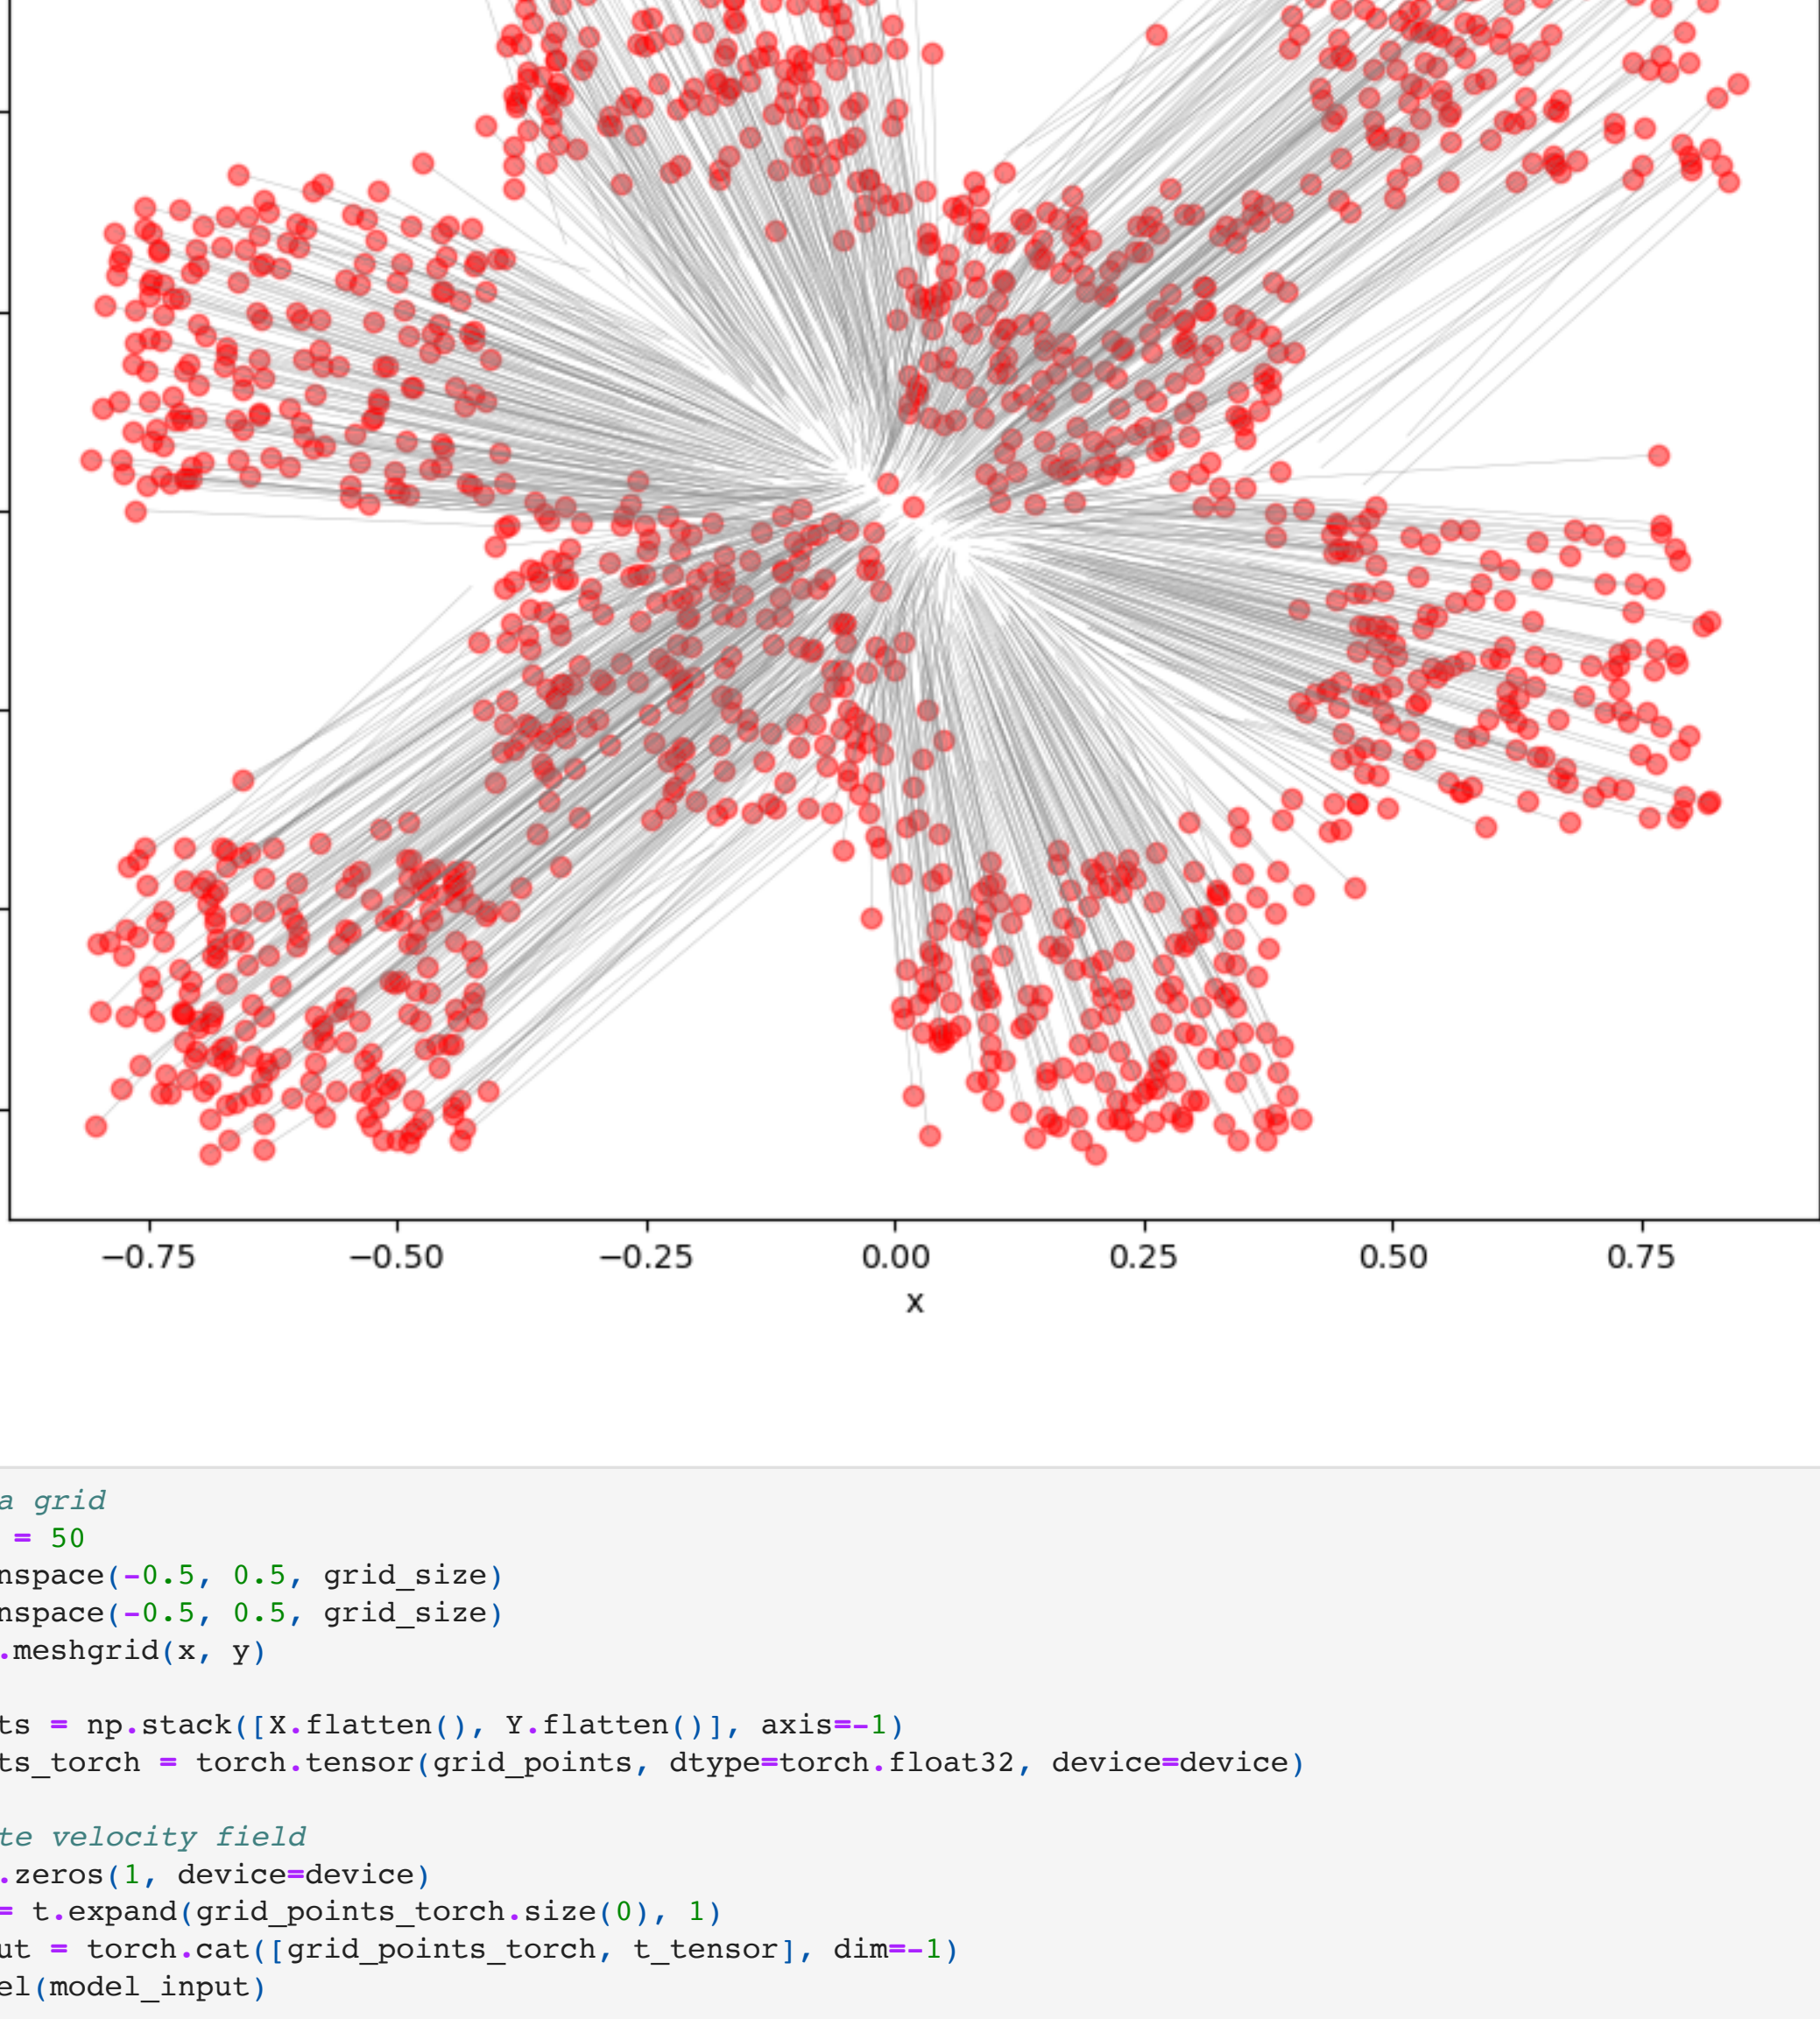 −0.75 −0.50 −0.25 0.00 0.25 0.50 0.75
x
a grid
= 50
nspace(-0.5, 0.5, grid_size)
nspace(-0.5, 0.5, grid_size)
.meshgrid(x, y)
ts = np.stack([X.flatten(), Y.flatten()], axis=-1)
ts_torch = torch.tensor(grid_points, dtype=torch.float32, device=device)
te velocity field
.zeros(1, device=device)
= t.expand(grid_points_torch.size(0), 1)
ut = torch.cat([grid_points_torch, t_tensor], dim=-1)
el(model_input)